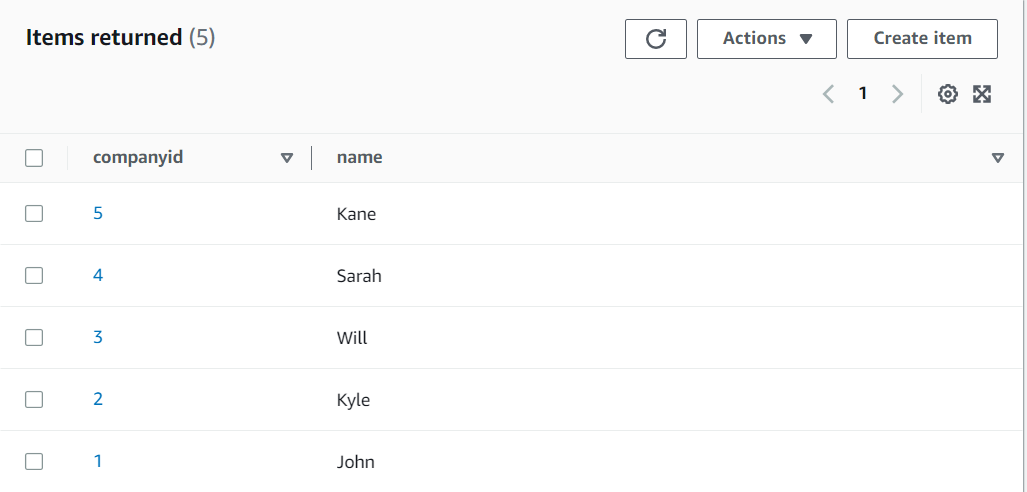 Items returned (5)
Actions
Create item
1
companyid name
5 Kane
4 Sarah
3 Will
2 Kyle
1 John